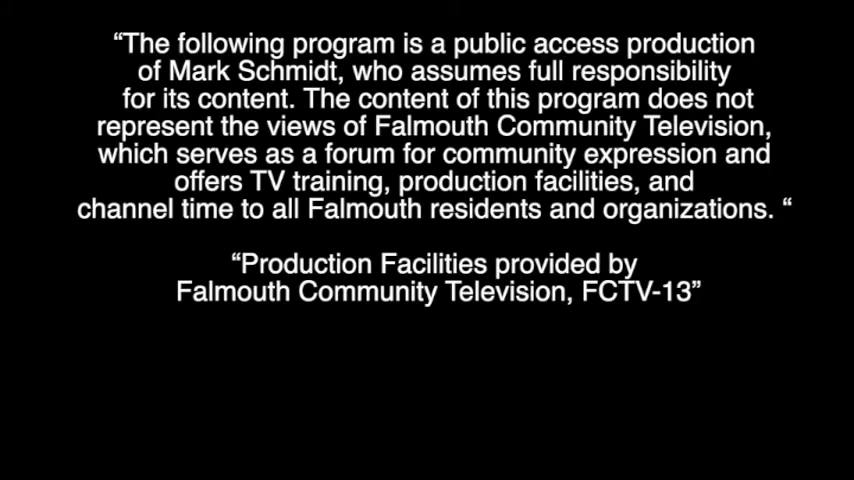 “The following program is a public access production
of Mark Schmidt, who assumes full responsibility
for its content. The content of this program does not
represent the views of Falmouth Community Television,
which serves as a forum for community expression and
offers TV training, production facilities, and
channel time to all Falmouth residents and organizations. “
“Production Facilities provided by
Falmouth Community Television, FCTV-13”